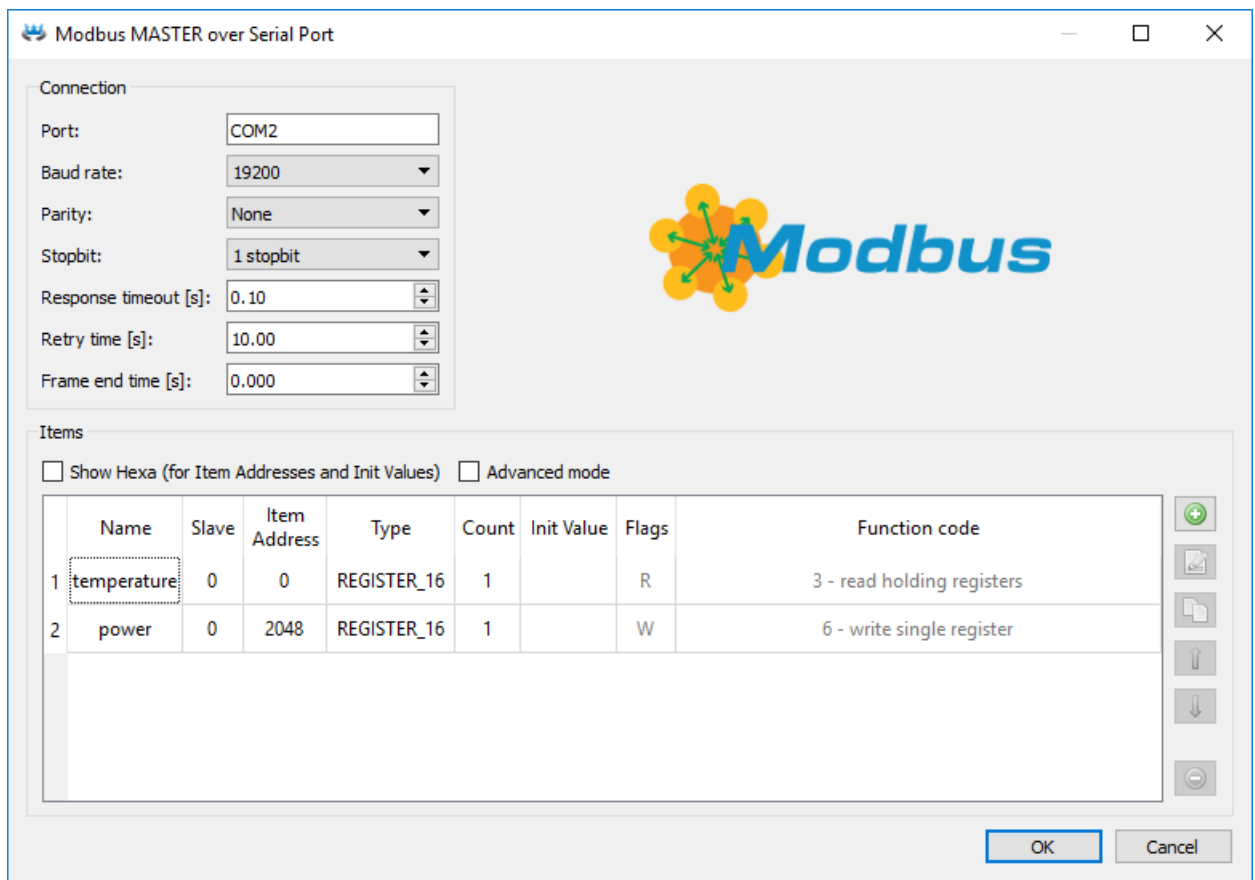 Modbus MASTER over Serial Port
Connection
Port: COM2
Baud rate: 19200
Parity: None
Stopbit: 1 stopbit
Response timeout [s]: 0.10
Retry time [s]: 10.00
Frame end time [s]: 0.000
Modbus
Items
Show Hexa (for Item Addresses and Init Values) Advanced mode
Name Slave Item Address Type Count Init Value Flags Function code
1 temperature 0 0 REGISTER_16 1 R 3 - read holding registers
2 power 0 2048 REGISTER_16 1 W 6 - write single register
OK Cancel